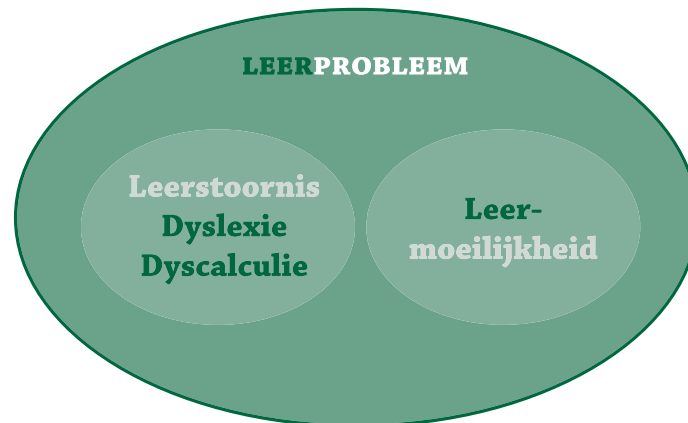 LEERPROBLEEM
Leerstoornis
Dyslexie
Dyscalculie
Leer-
moeilijkheid